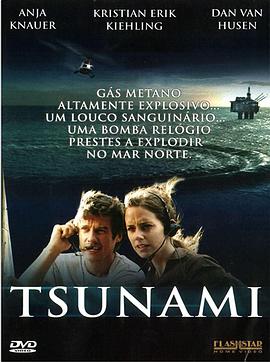 ANJA KNAUER
KRISTIAN ERIK KIEHLING
DAN VAN HUSEN
GÁS METANO
ALTAMENTE EXPLOSIVO...
UM LOUCO SANGUINÁRIO...
UMA BOMBA RELÓGIO
PRESTES A EXPLODIR
NO MAR NORTE.
TSUNAMI
DVD
VIDEO
FLASHSTAR
HOME VIDEO